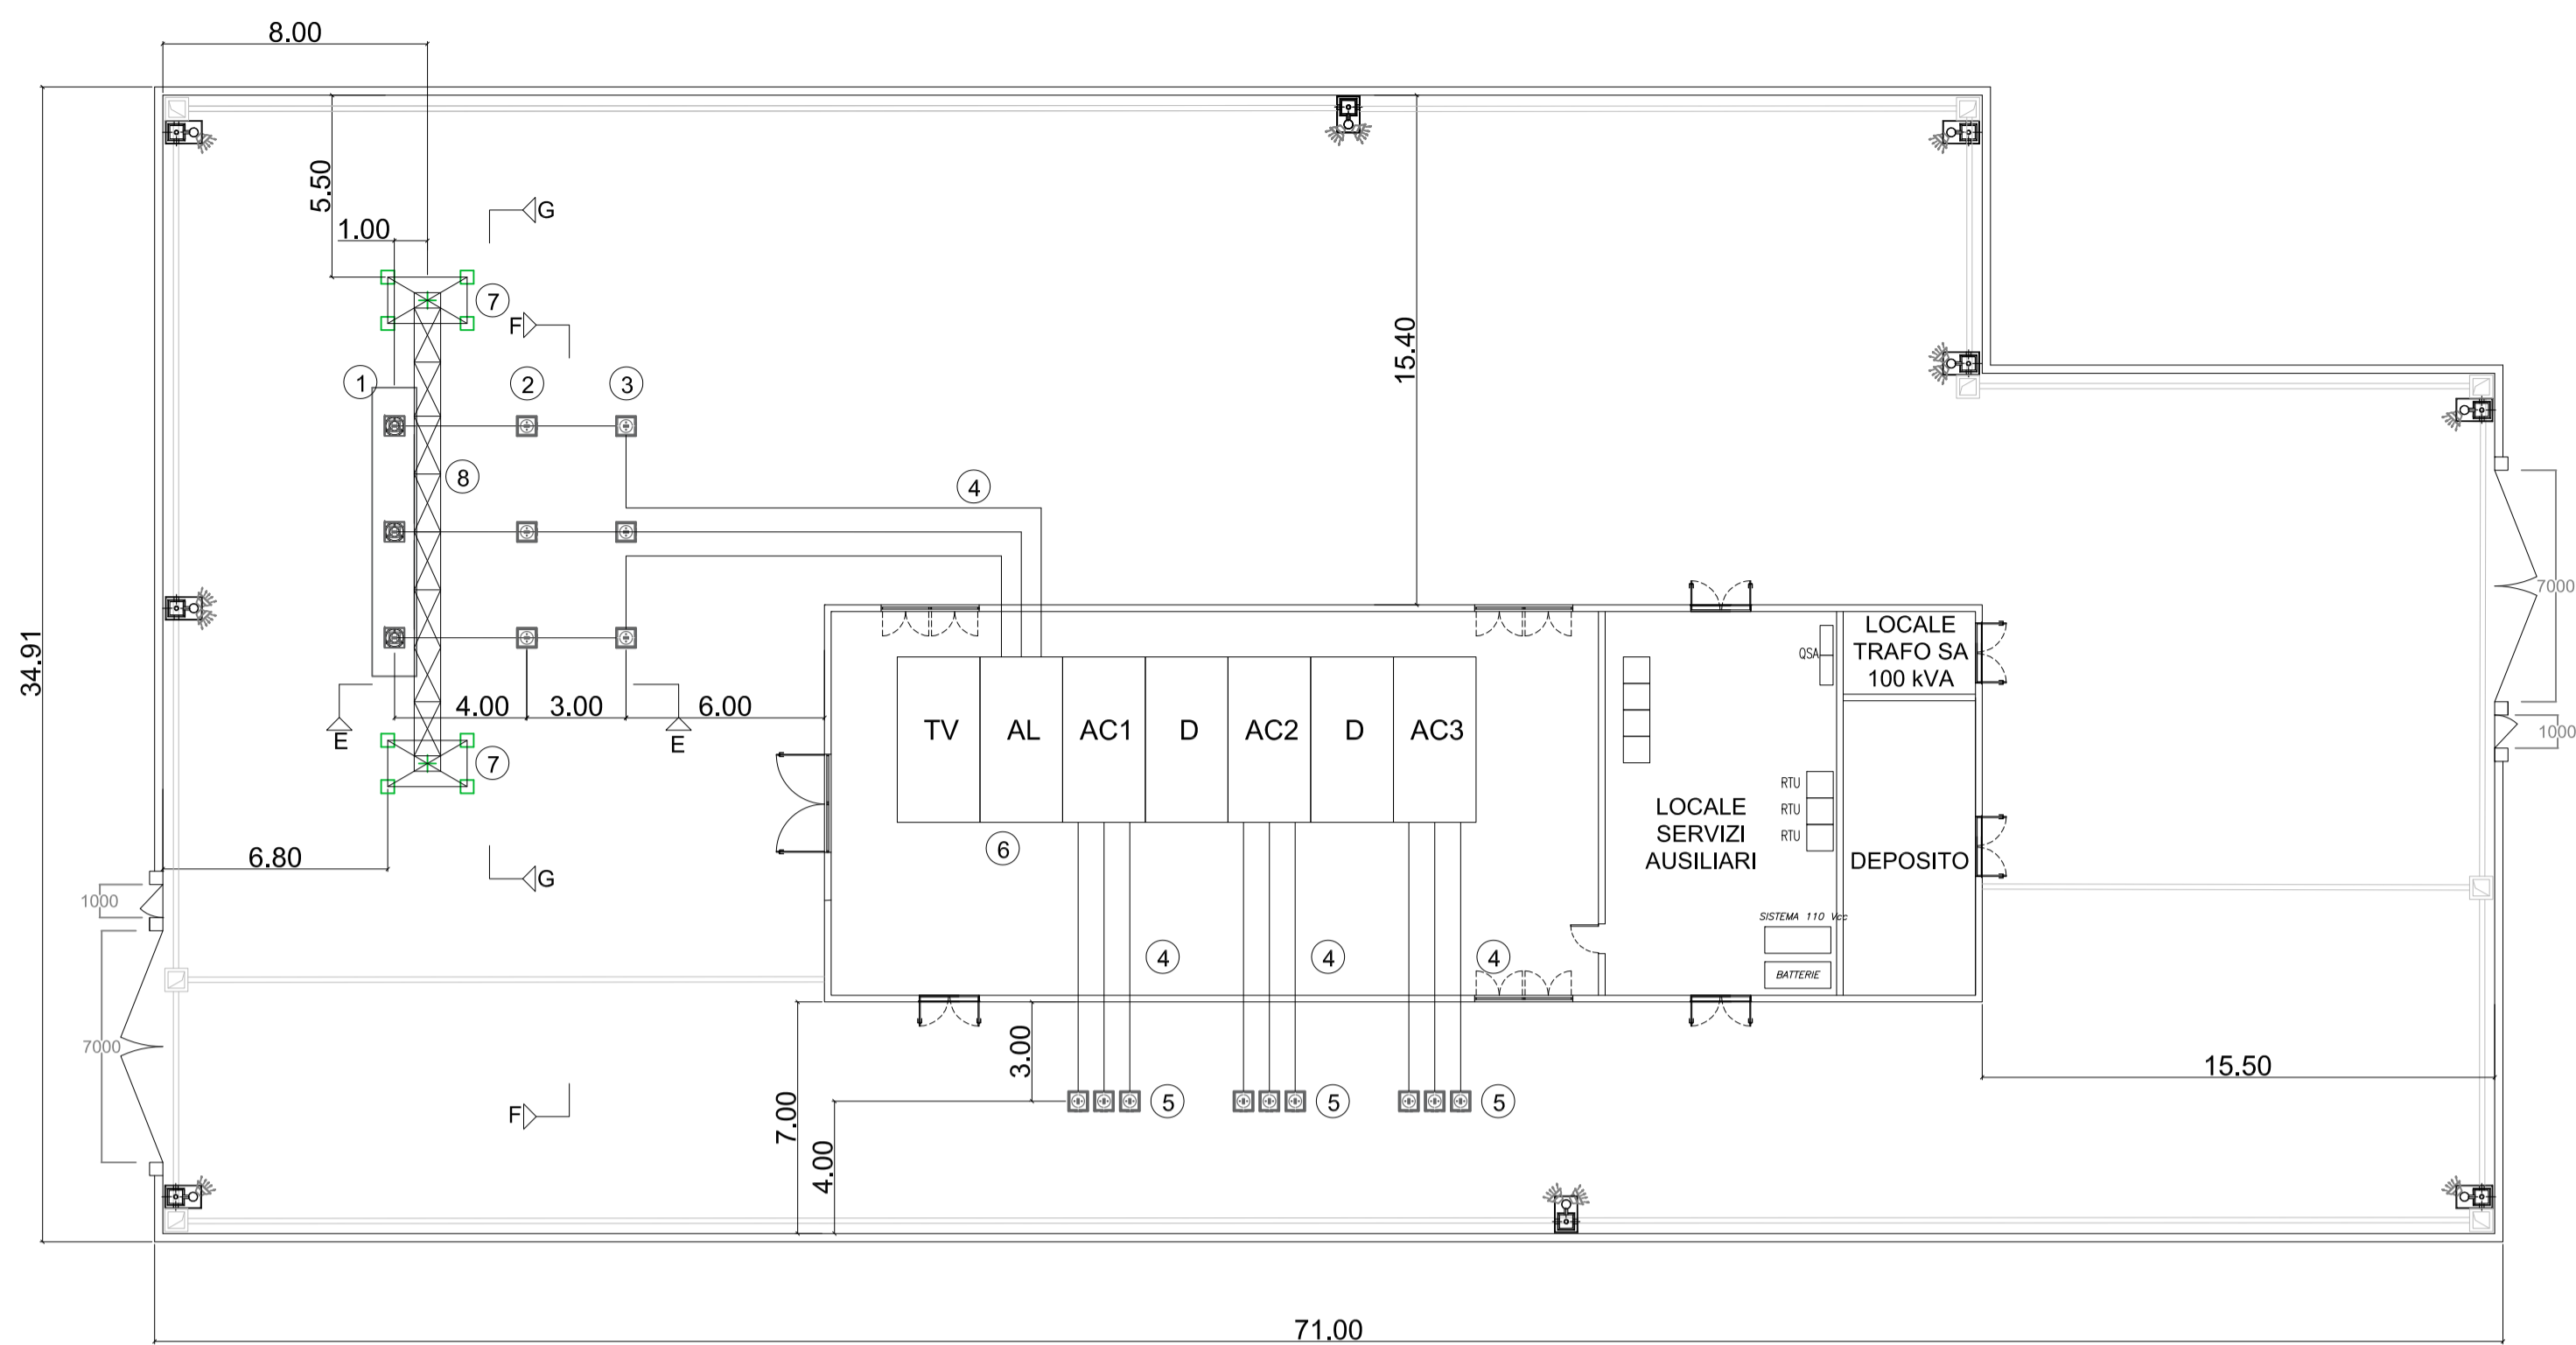 8.00
5.50
G
1.00
7
F
15.40
1
2
3
8
4
7000
34.91
LOCALE
TRAFO SA
100 kVA
QSA
4.00
3.00
6.00
E
E
TV
AL
AC1
D
AC2
D
AC3
1000
7
RTU
RTU
RTU
LOCALE
SERVIZI
AUSILIARI
6
6.80
DEPOSITO
G
1000
SISTEMA 110 Vcc
4
4
4
BATTERIE
7000
3.00
15.50
7.00
F
5
5
5
4.00
71.00